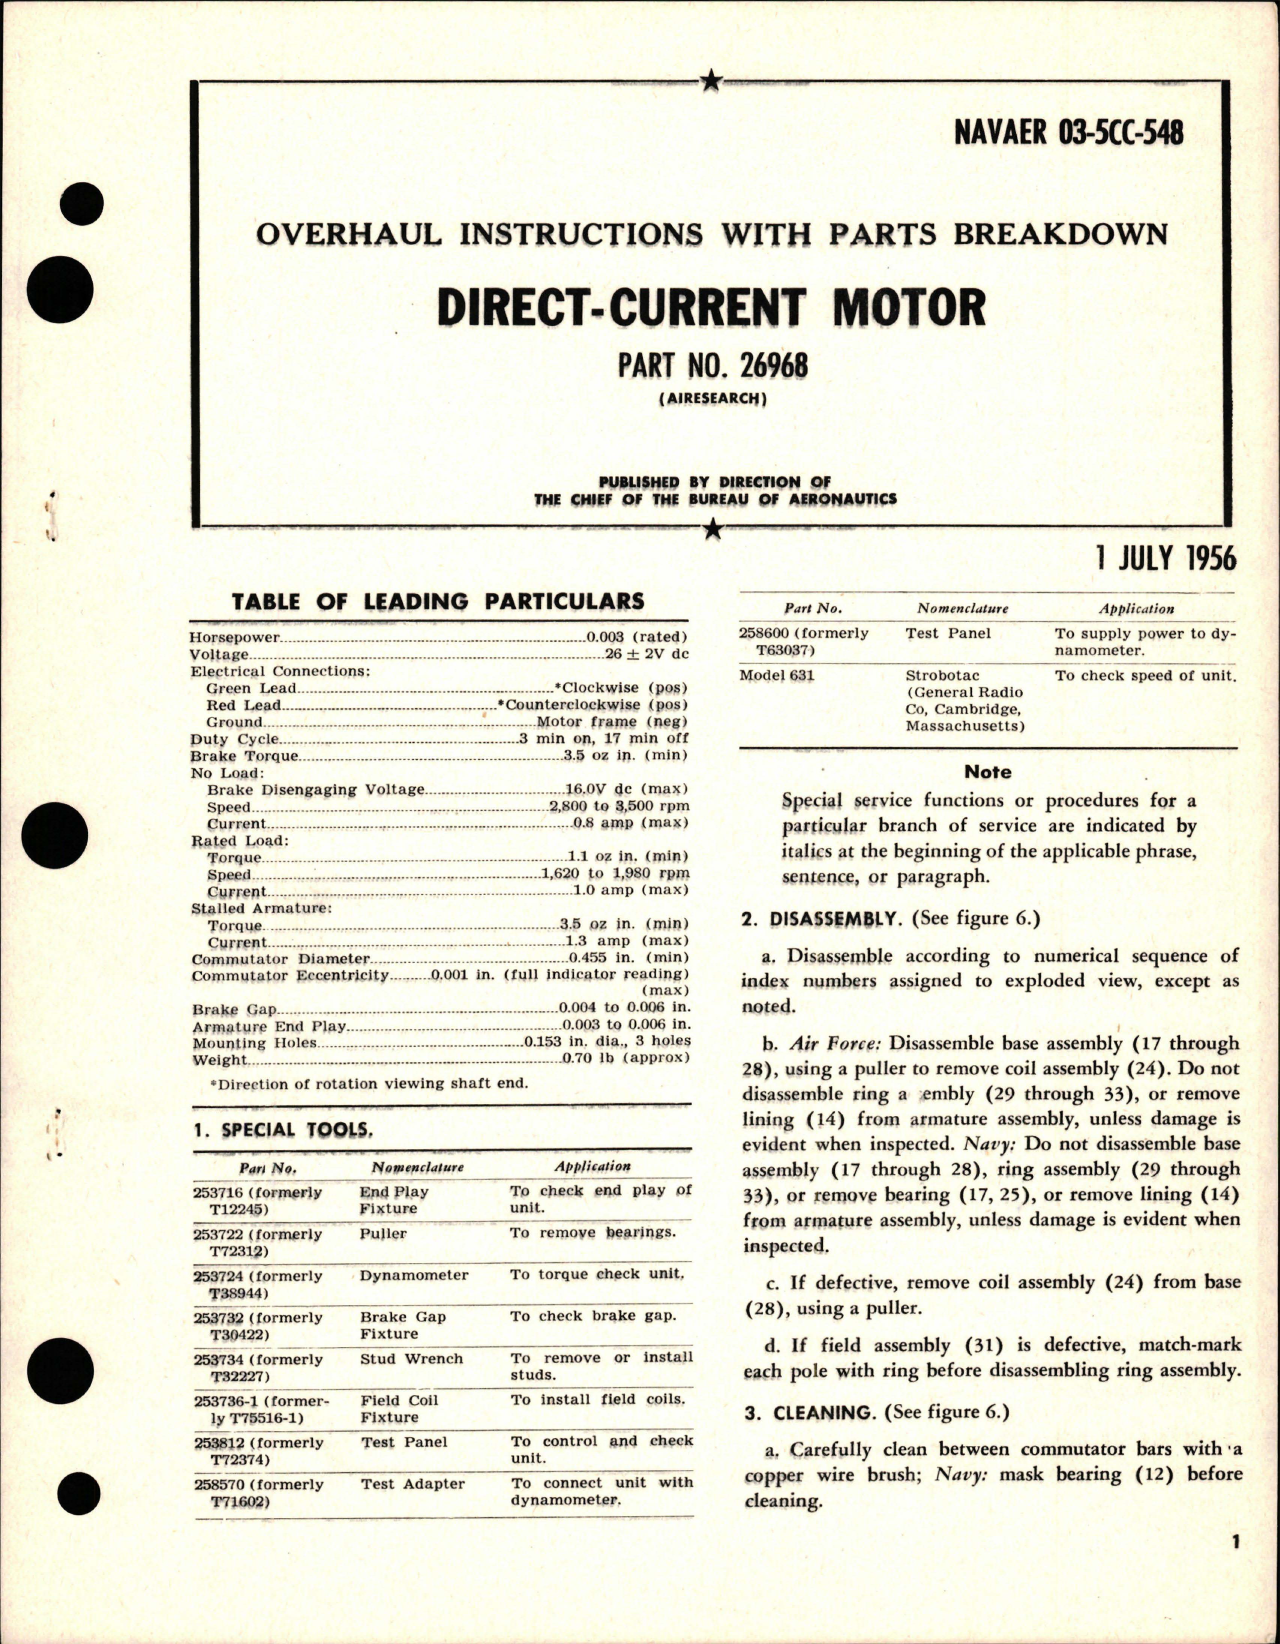 NAVAER 03-5CC-548
OVERHAUL INSTRUCTIONS WITH PARTS BREAKDOWN
DIRECT-CURRENT MOTOR
PART NO. 26968
(AIRESEARCH)
PUBLISHED BY DIRECTION OF
THE CHIEF OF THE BUREAU OF AERONAUTICS
1 JULY 1956
TABLE OF LEADING PARTICULARS
Horsepower 0.003 (rated)
Voltage 26 ± 2V dc
Electrical Connections:
Green Lead *Clockwise (pos)
Red Lead *Counterclockwise (pos)
Ground Motor frame (neg)
Duty Cycle 3 min on, 17 min off
Brake Torque 3.5 oz in. (min)
No Load:
Brake Disengaging Voltage 16.0V dc (max)
Speed 2,800 to 3,500 rpm
Current 0.8 amp (max)
Rated Load:
Torque 1.1 oz in. (min)
Speed 1,620 to 1,980 rpm
Current 1.0 amp (max)
Stalled Armature:
Torque 3.5 oz in. (min)
Current 1.3 amp (max)
Commutator Diameter 0.455 in. (min)
Commutator Eccentricity 0.001 in. (full indicator reading)
(max)
Brake Gap 0.004 to 0.006 in.
Armature End Play 0.003 to 0.006 in.
Mounting Holes 0.153 in. dia., 3 holes
Weight 0.70 lb (approx)
*Direction of rotation viewing shaft end.
1. SPECIAL TOOLS.
Part No. Nomenclature Application
253716 (formerly End Play To check end play of
T12245) Fixture unit.
253722 (formerly Puller To remove bearings.
T72312)
253724 (formerly Dynamometer To torque check unit.
T38944)
253732 (formerly Brake Gap To check brake gap.
T30422) Fixture
253734 (formerly Stud Wrench To remove or install
T32227) studs.
253736-1 (former- Field Coil To install field coils.
ly T75516-1) Fixture
253812 (formerly Test Panel To control and check
T72374) unit.
258570 (formerly Test Adapter To connect unit with
T71602) dynamometer.
Part No. Nomenclature Application
258600 (formerly Test Panel To supply power to dy-
T63037) namometer.
Model 631 Strobotac To check speed of unit.
(General Radio
Co, Cambridge,
Massachusetts)
Note
Special service functions or procedures for a
particular branch of service are indicated by
italics at the beginning of the applicable phrase,
sentence, or paragraph.
2. DISASSEMBLY. (See figure 6.)
a. Disassemble according to numerical sequence of
index numbers assigned to exploded view, except as
noted.
b. Air Force: Disassemble base assembly (17 through
28), using a puller to remove coil assembly (24). Do not
disassemble ring a embly (29 through 33), or remove
lining (14) from armature assembly, unless damage is
evident when inspected. Navy: Do not disassemble base
assembly (17 through 28), ring assembly (29 through
33), or remove bearing (17, 25), or remove lining (14)
from armature assembly, unless damage is evident when
inspected.
c. If defective, remove coil assembly (24) from base
(28), using a puller.
d. If field assembly (31) is defective, match-mark
each pole with ring before disassembling ring assembly.
3. CLEANING. (See figure 6.)
a. Carefully clean between commutator bars with a
copper wire brush; Navy: mask bearing (12) before
cleaning.
1